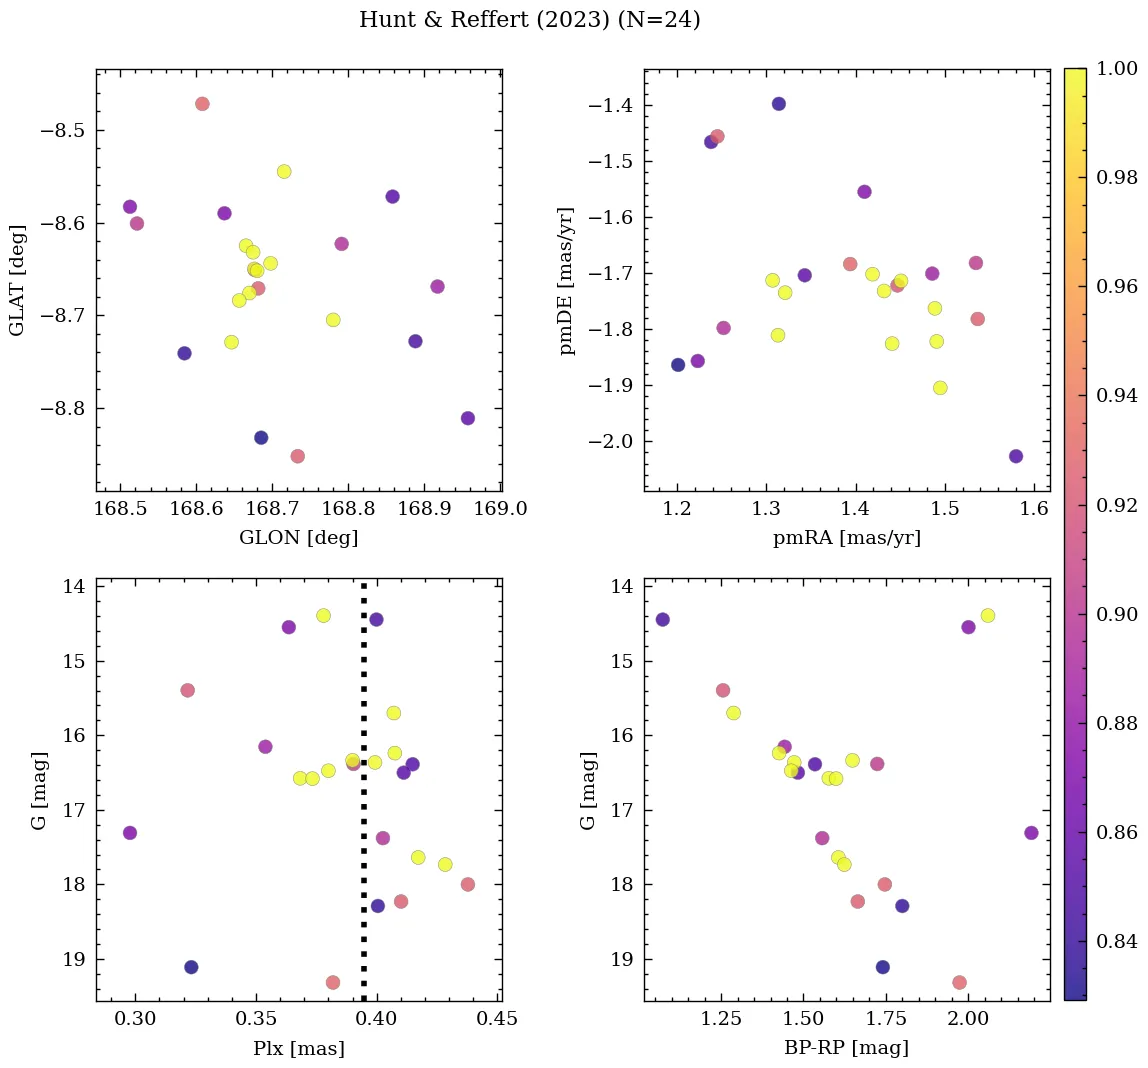 Hunt & Reffert (2023) (N=24)
−8.5
−8.6
−8.7
−8.8
GLAT [deg]
168.5 168.6 168.7 168.8 168.9 169.0
GLON [deg]
−1.4
−1.5
−1.6
−1.7
−1.8
−1.9
−2.0
pmDE [mas/yr]
1.2 1.3 1.4 1.5 1.6
pmRA [mas/yr]
14
15
16
17
18
19
G [mag]
0.30 0.35 0.40 0.45
Plx [mas]
14
15
16
17
18
19
G [mag]
1.25 1.50 1.75 2.00
BP-RP [mag]
1.00
0.98
0.96
0.94
0.92
0.90
0.88
0.86
0.84